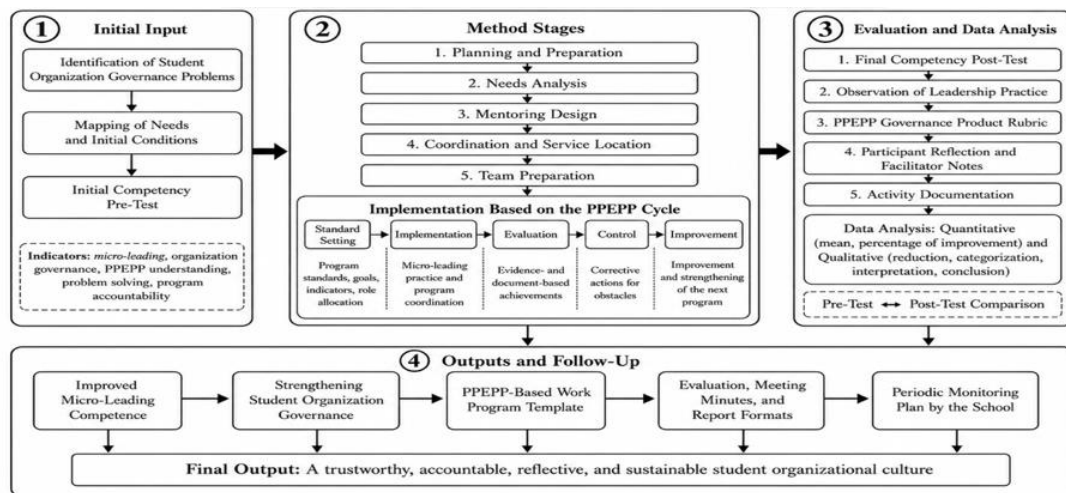 1 Initial Input
Identification of Student
Organization Governance Problems
Mapping of Needs
and Initial Conditions
Initial Competency
Pre-Test
Indicators: micro-leading, organization
governance, PPEPP understanding,
problem solving, program
accountability
2 Method Stages
1. Planning and Preparation
2. Needs Analysis
3. Mentoring Design
4. Coordination and Service Location
5. Team Preparation
Implementation Based on the PPEPP Cycle
Standard
Setting
Implementation
Evaluation
Control
Improvement
Program
standards, goals,
indicators, role
allocation
Micro-leading
practice and
program
coordination
Evidence- and
document-based
achievements
Corrective
actions for
obstacles
Improvement
and strengthening
of the next
program
3 Evaluation and Data Analysis
1. Final Competency Post-Test
2. Observation of Leadership Practice
3. PPEPP Governance Product Rubric
4. Participant Reflection and
Facilitator Notes
5. Activity Documentation
Data Analysis: Quantitative
(mean, percentage of improvement) and
Qualitative (reduction, categorization,
interpretation, conclusion)
Pre-Test ↔ Post-Test Comparison
4 Outputs and Follow-Up
Improved
Micro-Leading
Competence
Strengthening
Student Organization
Governance
PPEPP-Based Work
Program Template
Evaluation, Meeting
Minutes, and
Report Formats
Periodic Monitoring
Plan by the School
Final Output: A trustworthy, accountable, reflective, and sustainable student organizational culture